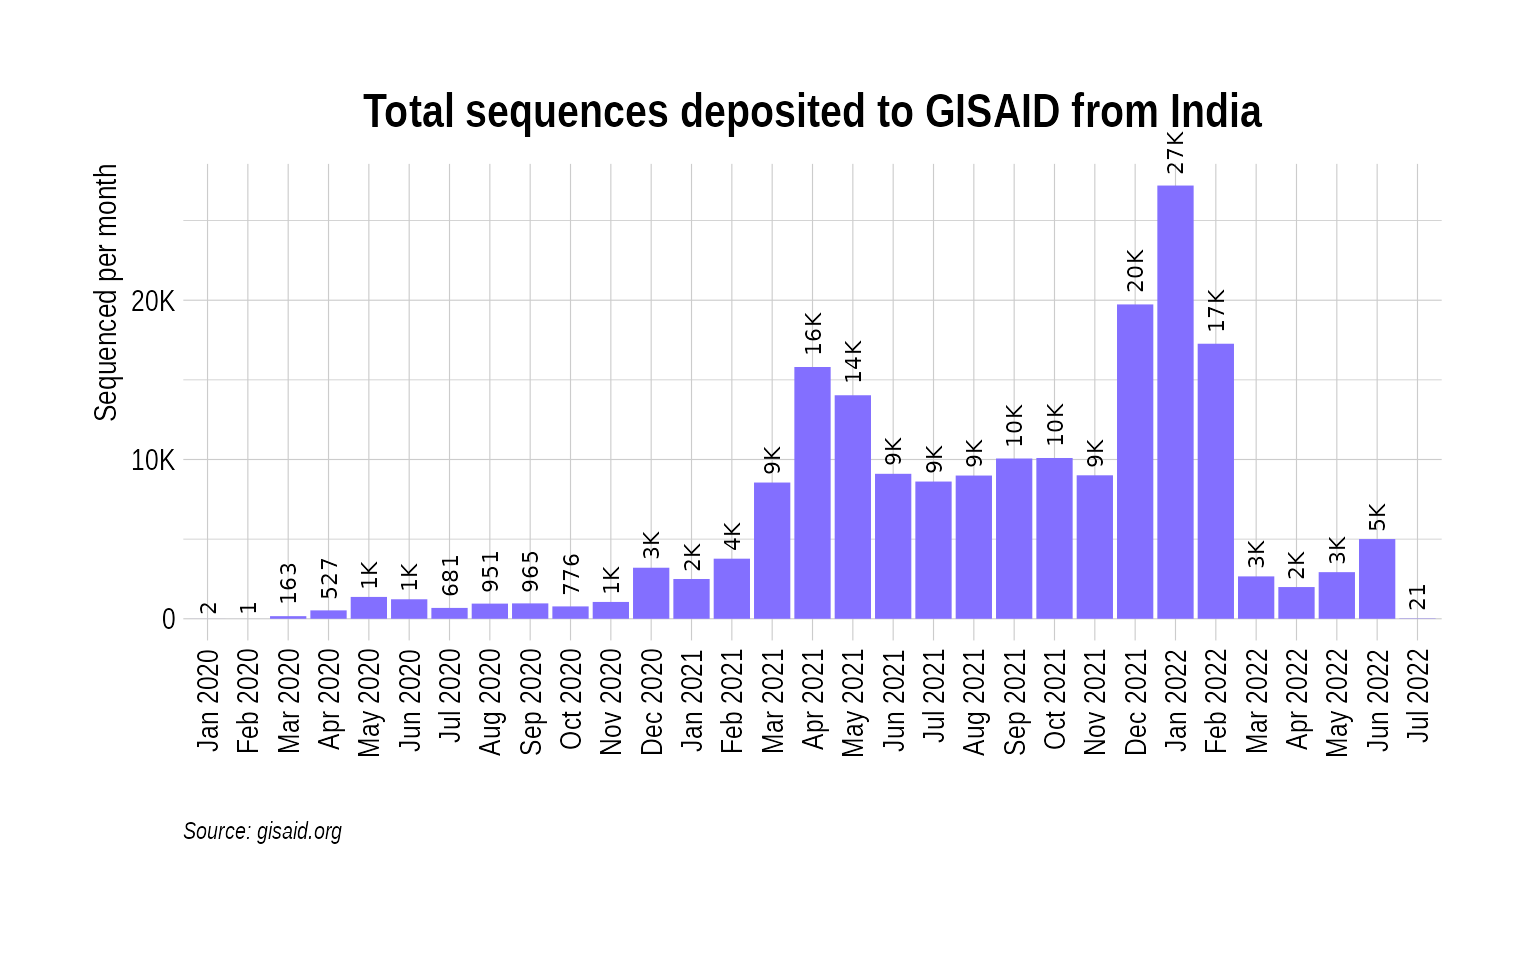 Total sequences deposited to GISAID from India
Sequenced per month
20K
10K
0
2
1
163
527
1K
1K
681
951
965
776
1K
3K
2K
4K
9K
16K
14K
9K
9K
9K
10K
10K
9K
20K
27K
17K
3K
2K
3K
5K
21
Jan 2020
Feb 2020
Mar 2020
Apr 2020
May 2020
Jun 2020
Jul 2020
Aug 2020
Sep 2020
Oct 2020
Nov 2020
Dec 2020
Jan 2021
Feb 2021
Mar 2021
Apr 2021
May 2021
Jun 2021
Jul 2021
Aug 2021
Sep 2021
Oct 2021
Nov 2021
Dec 2021
Jan 2022
Feb 2022
Mar 2022
Apr 2022
May 2022
Jun 2022
Jul 2022
Source: gisaid.org